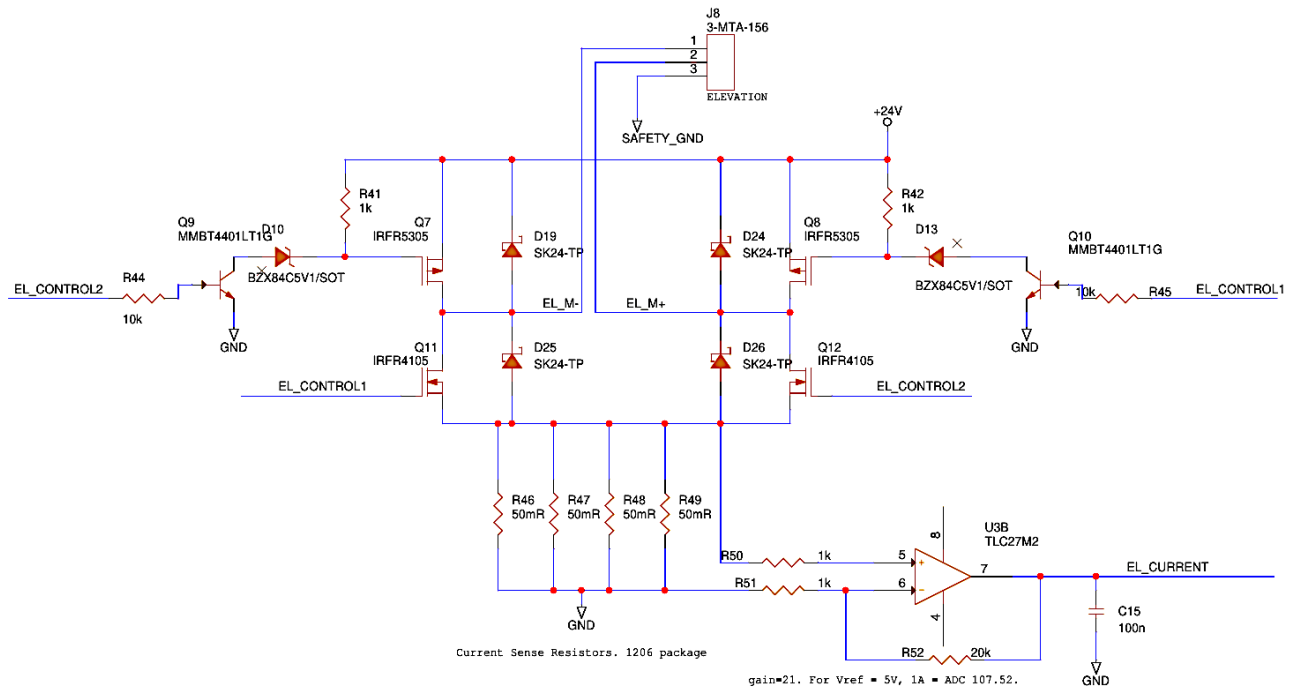 J8
3-MTA-156
1
2
3
ELEVATION
SAFETY_GND
+24V
R41
1k
R42
1k
Q9
MMBT4401LT1G
D10
BZX84C5V1/SOT
Q7
IRFR5305
D19
SK24-TP
D24
SK24-TP
Q8
IRFR5305
D13
BZX84C5V1/SOT
Q10
MMBT4401LT1G
R44
10k
EL_CONTROL2
GND
EL_M-
EL_M+
10k
R45
EL_CONTROL1
GND
Q11
IRFR4105
D25
SK24-TP
D26
SK24-TP
Q12
IRFR4105
EL_CONTROL1
EL_CONTROL2
R46
50mR
R47
50mR
R48
50mR
R49
50mR
U3B
TLC27M2
R50
1k
5
+
8
7
EL_CURRENT
R51
1k
6
-
4
C15
100n
GND
GND
R52
20k
Current Sense Resistors. 1206 package
gain=21. For Vref = 5V, 1A = ADC 107.52.